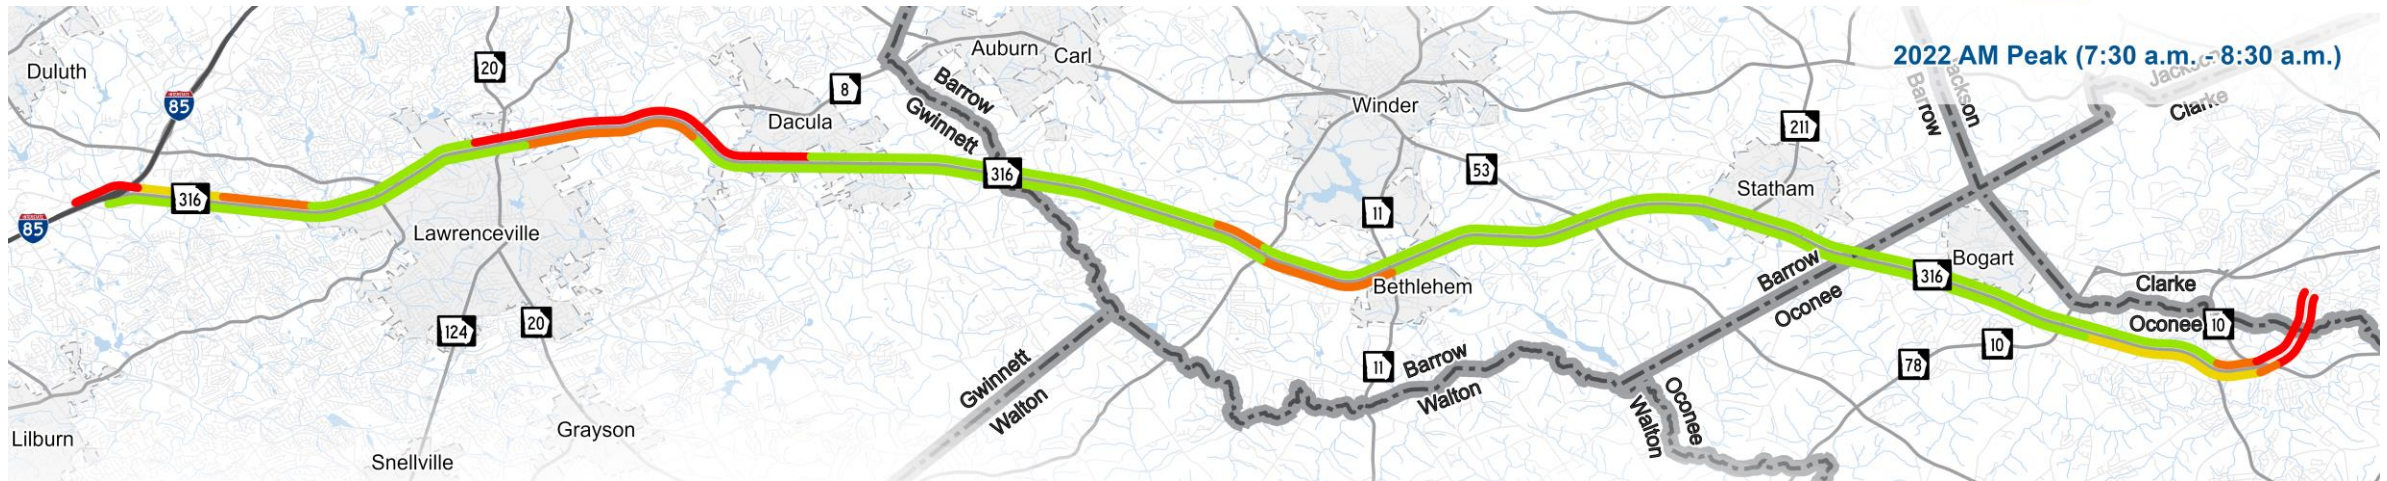 2022 AM Peak (7:30 a.m. - 8:30 a.m.)
Duluth
85
85
316
20
Lawrenceville
124
20
Lilburn
Snellville
Grayson
Dacula
8
Auburn
Carl
Barrow
Gwinnett
316
Gwinnett
Walton
Winder
53
11
Bethlehem
11
Barrow
Walton
211
Statham
Barrow
Jackson
Jackson
Clarke
Barrow
Oconee
Oconee
Walton
316
Bogart
78
10
Clarke
Oconee
10